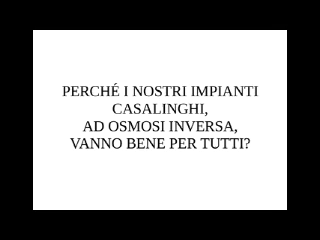 PERCHÉ I NOSTRI IMPIANTI
CASALINGHI,
AD OSMOSI INVERSA,
VANNO BENE PER TUTTI?